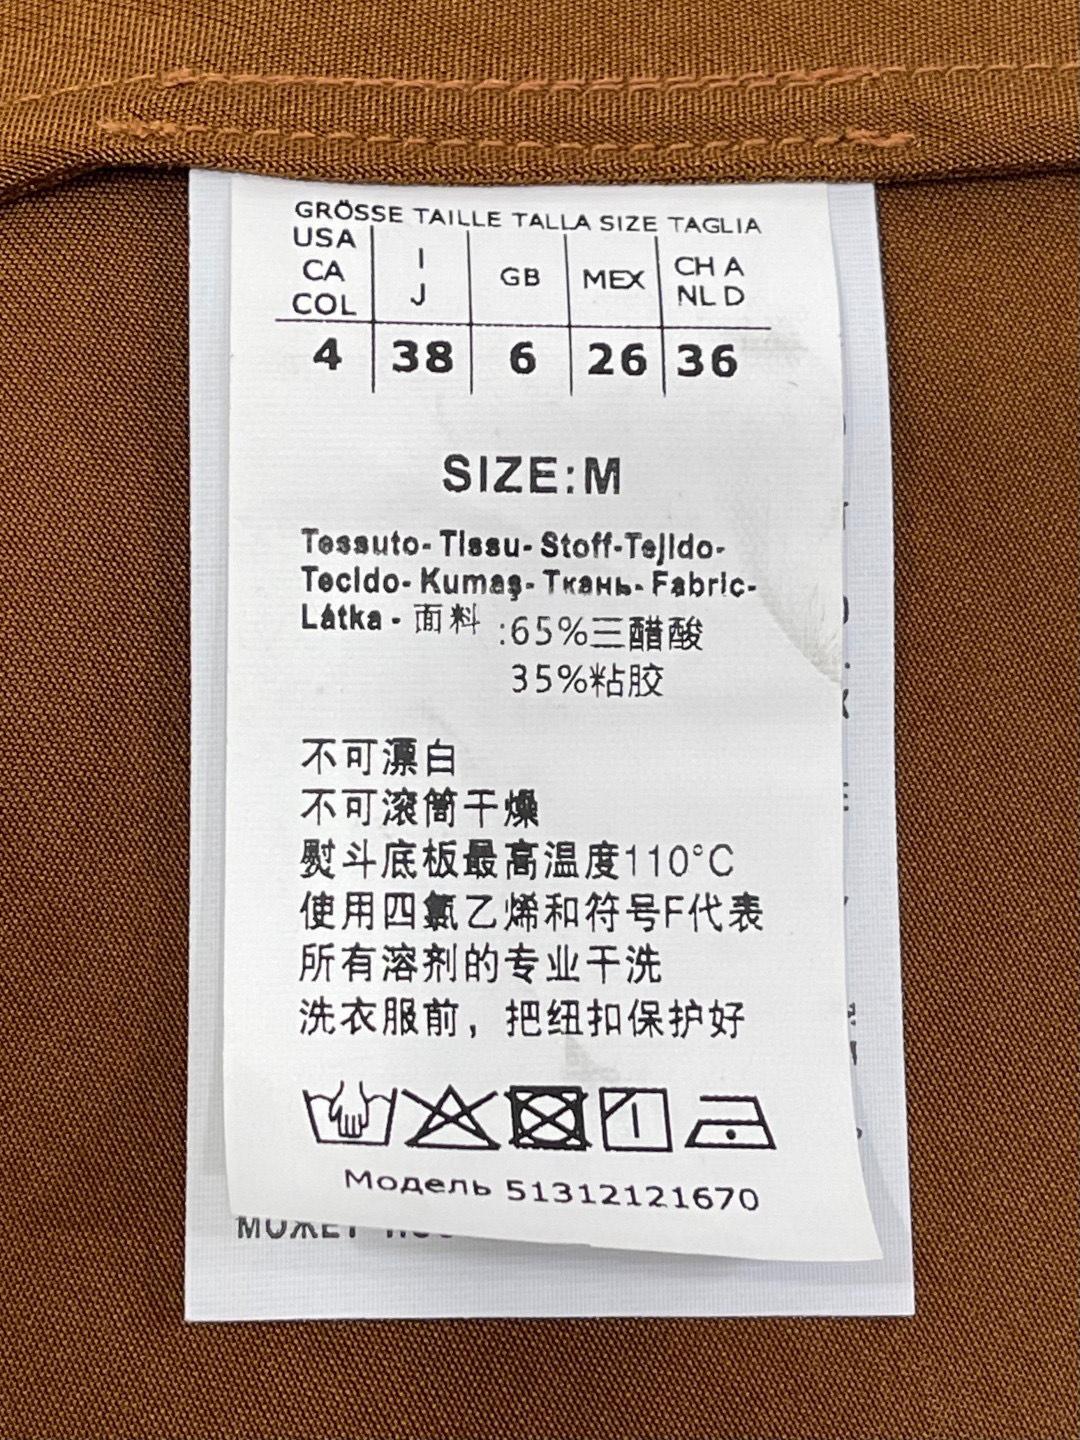 GRÖSSE TAILLE TALLA SIZE TAGLIA
USA CA COL | I J | GB | MEX | CH A NL D
4 | 38 | 6 | 26 | 36
SIZE:M
Tessuto- Tissu- Stoff-Tejido-
Tecido- Kumaş- Ткань- Fabric-
Látka - 面料 :65%三醋酸
35%粘胶
不可漂白
不可滚筒干燥
熨斗底板最高温度110°C
使用四氯乙烯和符号F代表
所有溶剂的专业干洗
洗衣服前，把纽扣保护好
Модель 51312121670
МОЖЕТ